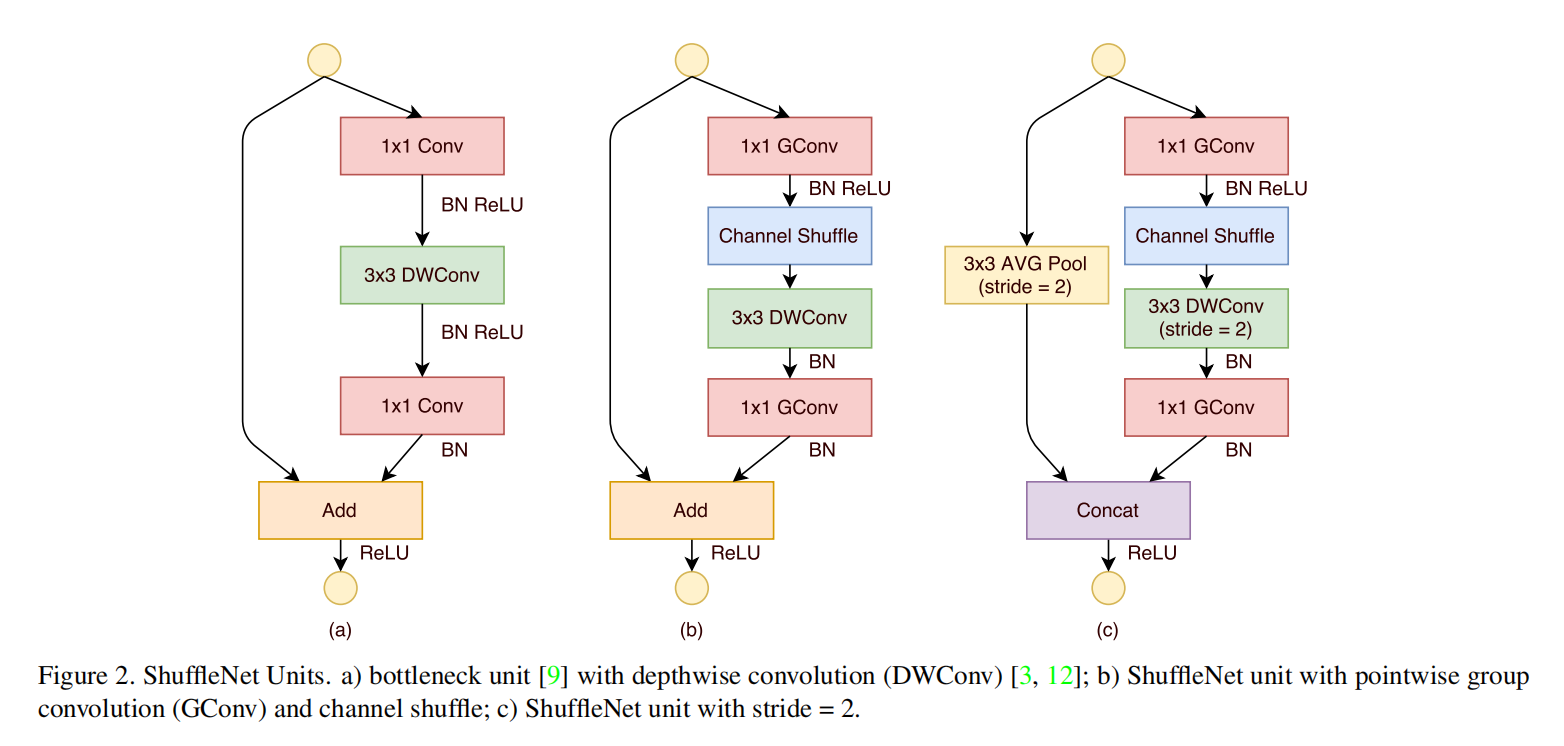 1x1 Conv
BN ReLU
3x3 DWConv
BN ReLU
1x1 Conv
BN
Add
ReLU
(a)
1x1 GConv
BN ReLU
Channel Shuffle
3x3 DWConv
BN
1x1 GConv
BN
Add
ReLU
(b)
3x3 AVG Pool
(stride = 2)
1x1 GConv
BN ReLU
Channel Shuffle
3x3 DWConv
(stride = 2)
BN
1x1 GConv
BN
Concat
ReLU
(c)
Figure 2. ShuffleNet Units. a) bottleneck unit [9] with depthwise convolution (DWConv) [3, 12]; b) ShuffleNet unit with pointwise group
convolution (GConv) and channel shuffle; c) ShuffleNet unit with stride = 2.